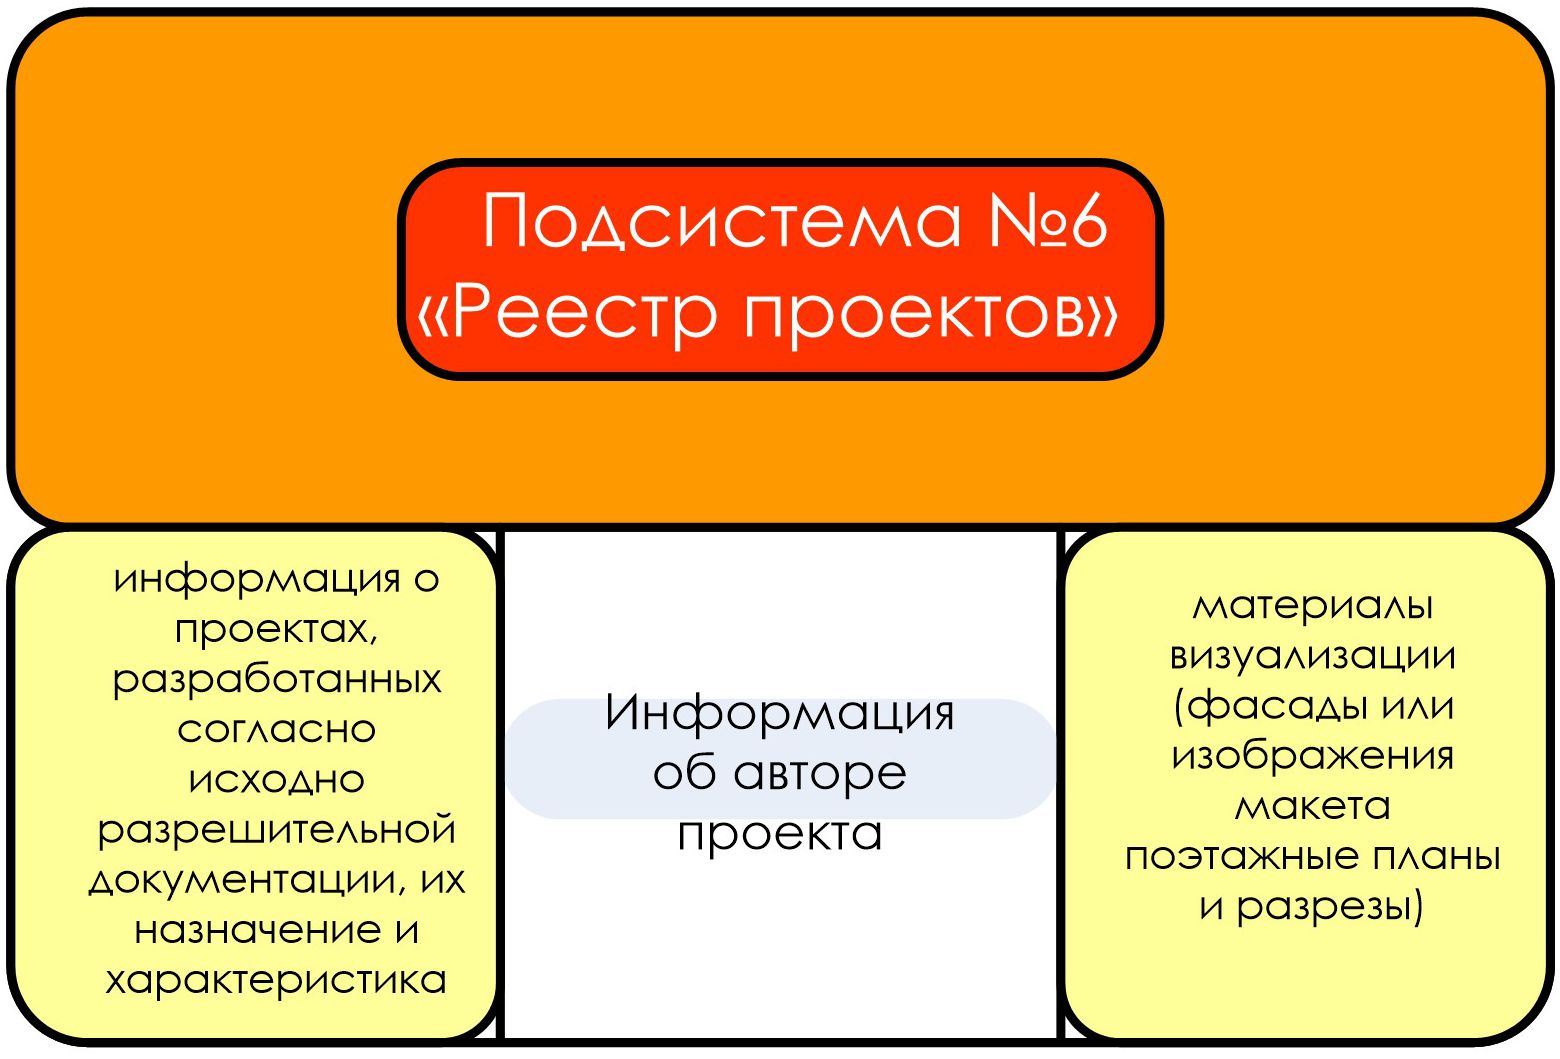 Подсистема №6
«Реестр проектов»
информация о
проектах,
разработанных
согласно
исходно
разрешительной
документации, их
назначение и
характеристика
Информация
об авторе
проекта
материалы
визуализации
(фасады или
изображения
макета
поэтажные планы
и разрезы)